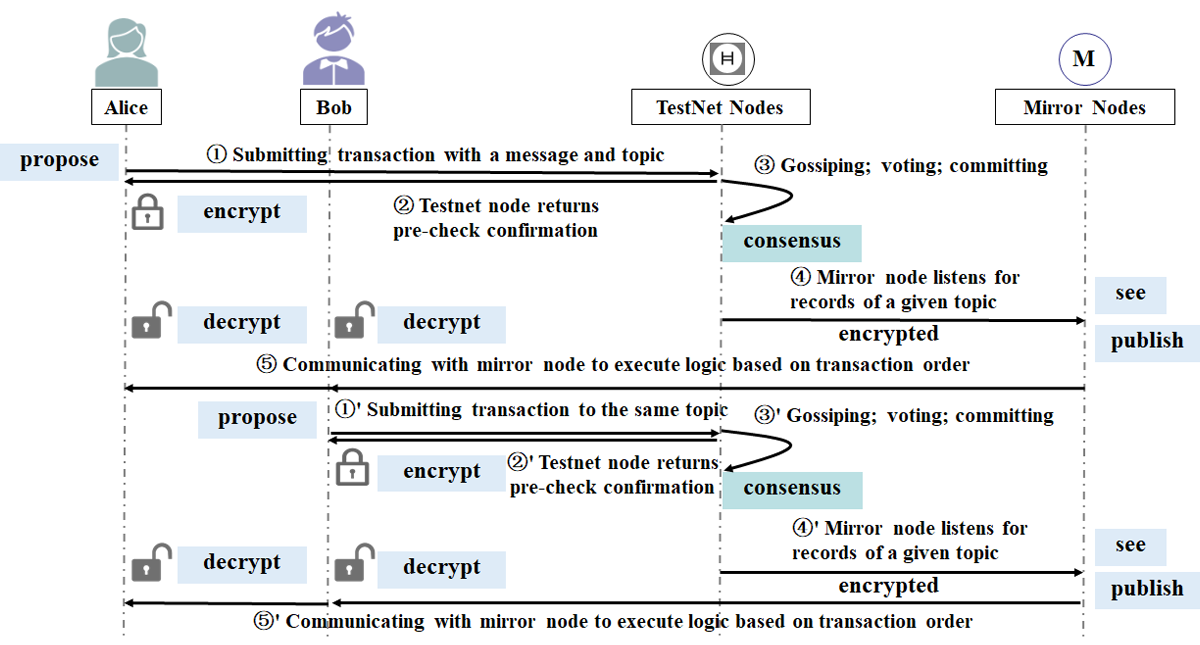 H
M
Alice
Bob
TestNet Nodes
Mirror Nodes
propose
① Submitting transaction with a message and topic
③ Gossiping; voting; committing
encrypt
② Testnet node returns
pre-check confirmation
consensus
④ Mirror node listens for
records of a given topic
see
decrypt
decrypt
encrypted
publish
⑤ Communicating with mirror node to execute logic based on transaction order
propose
①' Submitting transaction to the same topic
③' Gossiping; voting; committing
encrypt
②' Testnet node returns
pre-check confirmation
consensus
④' Mirror node listens for
records of a given topic
see
decrypt
decrypt
encrypted
publish
⑤' Communicating with mirror node to execute logic based on transaction order